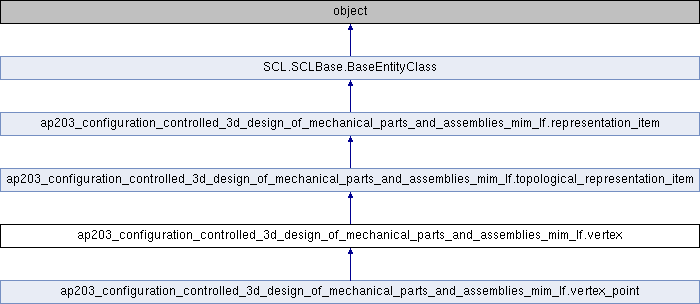 object
SCL.SCLBase.BaseEntityClass
ap203_configuration_controlled_3d_design_of_mechanical_parts_and_assemblies_mim_lf.representation_item
ap203_configuration_controlled_3d_design_of_mechanical_parts_and_assemblies_mim_lf.topological_representation_item
ap203_configuration_controlled_3d_design_of_mechanical_parts_and_assemblies_mim_lf.vertex
ap203_configuration_controlled_3d_design_of_mechanical_parts_and_assemblies_mim_lf.vertex_point